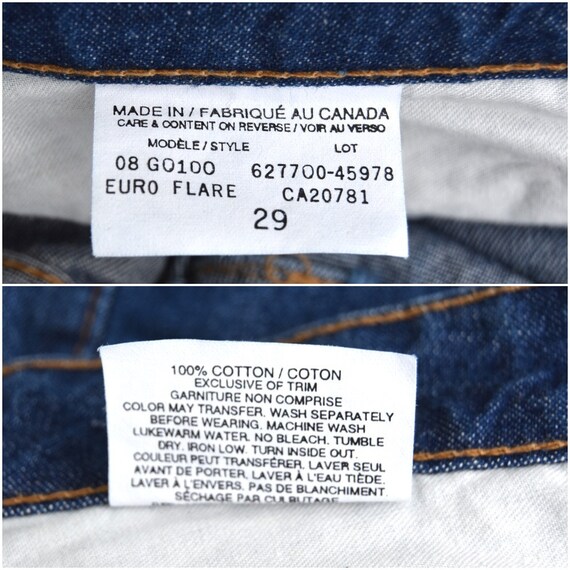 MADE IN / FABRIQUÉ AU CANADA
CARE & CONTENT ON REVERSE / VOIR AU VERSO
MODÈLE / STYLE LOT
08 GO100 627700-45978
EURO FLARE CA20781
29
100% COTTON / COTON
EXCLUSIVE OF TRIM
GARNITURE NON COMPRISE
COLOR MAY TRANSFER. WASH SEPARATELY
BEFORE WEARING. MACHINE WASH
LUKEWARM WATER. NO BLEACH. TUMBLE
DRY. IRON LOW. TURN INSIDE OUT.
COULEUR PEUT TRANSFÉRER. LAVER SEUL
AVANT DE PORTER. LAVER À L'EAU TIÈDE.
LAVER À L'ENVERS. PAS DE BLANCHIMENT.
SÉCHAGE PAR CULBUTAGE